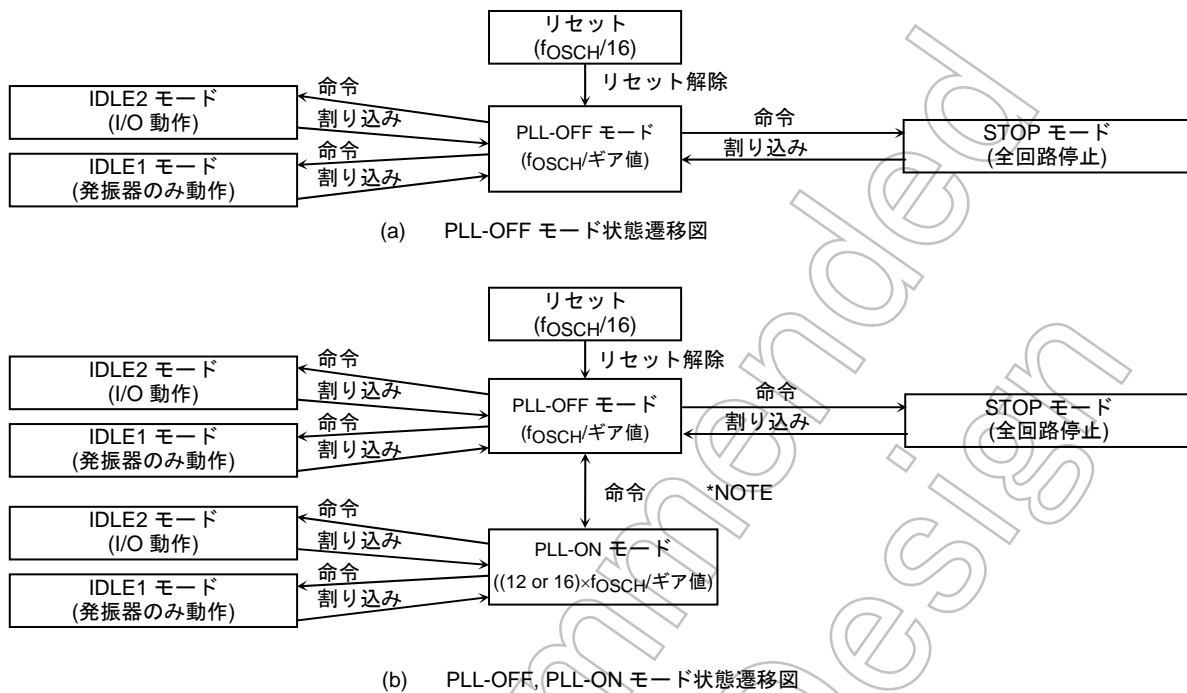 リセット
(fOSCH/16)
リセット解除
IDLE2 モード
(I/O 動作)
命令
割り込み
IDLE1 モード
(発振器のみ動作)
命令
割り込み
PLL-OFF モード
(fOSCH/ギア値)
命令
割り込み
STOP モード
(全回路停止)
(a) PLL-OFF モード状態遷移図
リセット
(fOSCH/16)
リセット解除
IDLE2 モード
(I/O 動作)
命令
割り込み
IDLE1 モード
(発振器のみ動作)
命令
割り込み
PLL-OFF モード
(fOSCH/ギア値)
命令
割り込み
STOP モード
(全回路停止)
命令 *NOTE
IDLE2 モード
(I/O 動作)
命令
割り込み
IDLE1 モード
(発振器のみ動作)
命令
割り込み
PLL-ON モード
((12 or 16)×fOSCH/ギア値)
(b) PLL-OFF, PLL-ON モード状態遷移図
mmended
Design